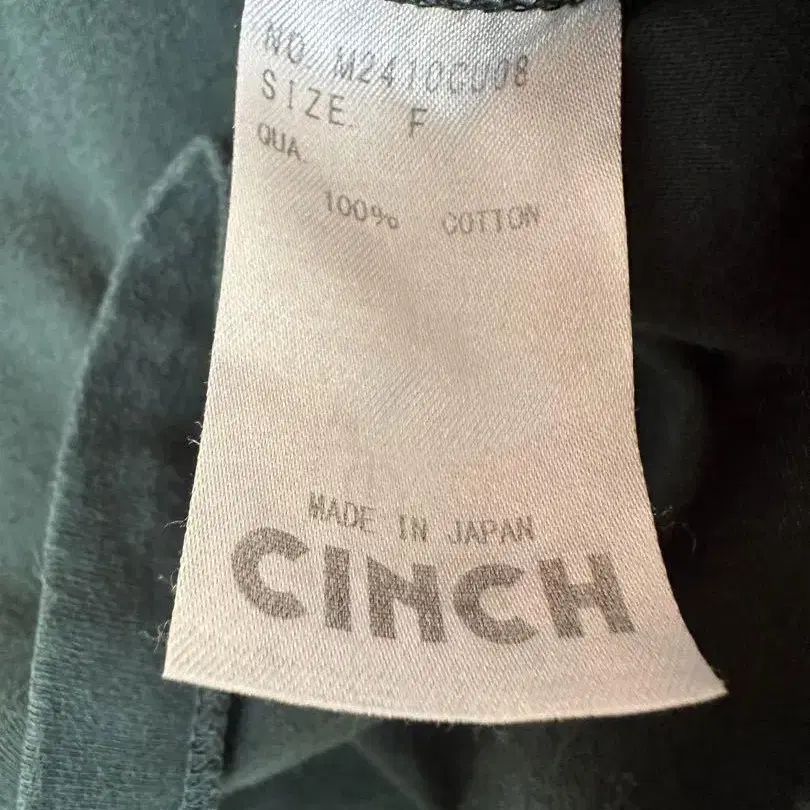 NO. M2410CU08
SIZE. F
QUA.
100% COTTON
MADE IN JAPAN
CINCH